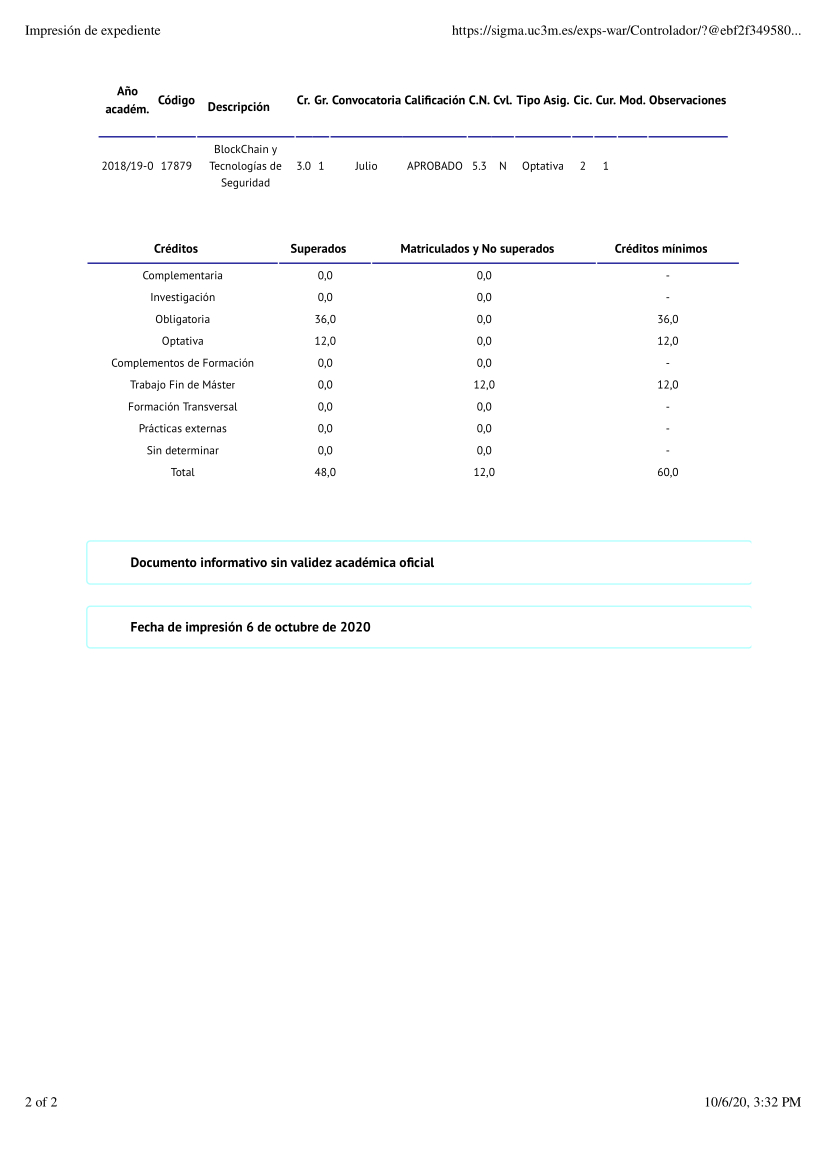 Impresión de expediente https://sigma.uc3m.es/exps-war/Controlador/?@ebf2f349580...
Año académ. Código Descripción Cr. Gr. Convocatoria Calificación C.N. Cvl. Tipo Asig. Cic. Cur. Mod. Observaciones
2018/19-0 17879 BlockChain y Tecnologías de Seguridad 3.0 1 Julio APROBADO 5.3 N Optativa 2 1
Créditos Superados Matriculados y No superados Créditos mínimos
Complementaria 0,0 0,0 -
Investigación 0,0 0,0 -
Obligatoria 36,0 0,0 36,0
Optativa 12,0 0,0 12,0
Complementos de Formación 0,0 0,0 -
Trabajo Fin de Máster 0,0 12,0 12,0
Formación Transversal 0,0 0,0 -
Prácticas externas 0,0 0,0 -
Sin determinar 0,0 0,0 -
Total 48,0 12,0 60,0
Documento informativo sin validez académica oficial
Fecha de impresión 6 de octubre de 2020
2 of 2 10/6/20, 3:32 PM